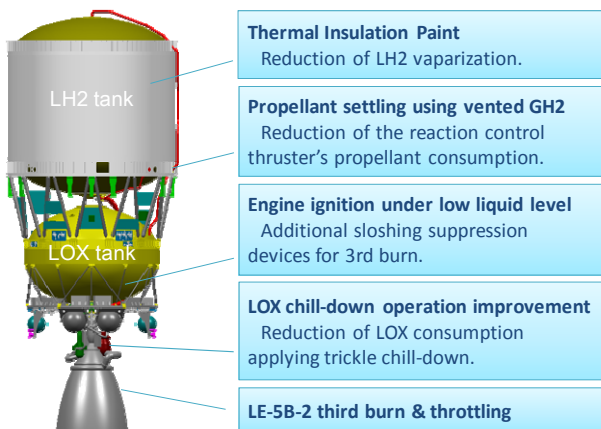 Thermal Insulation Paint
Reduction of LH2 vaparization.
LH2 tank
Propellant settling using vented GH2
Reduction of the reaction control
thruster's propellant consumption.
Engine ignition under low liquid level
Additional sloshing suppression
devices for 3rd burn.
LOX tank
LOX chill-down operation improvement
Reduction of LOX consumption
applying trickle chill-down.
LE-5B-2 third burn & throttling